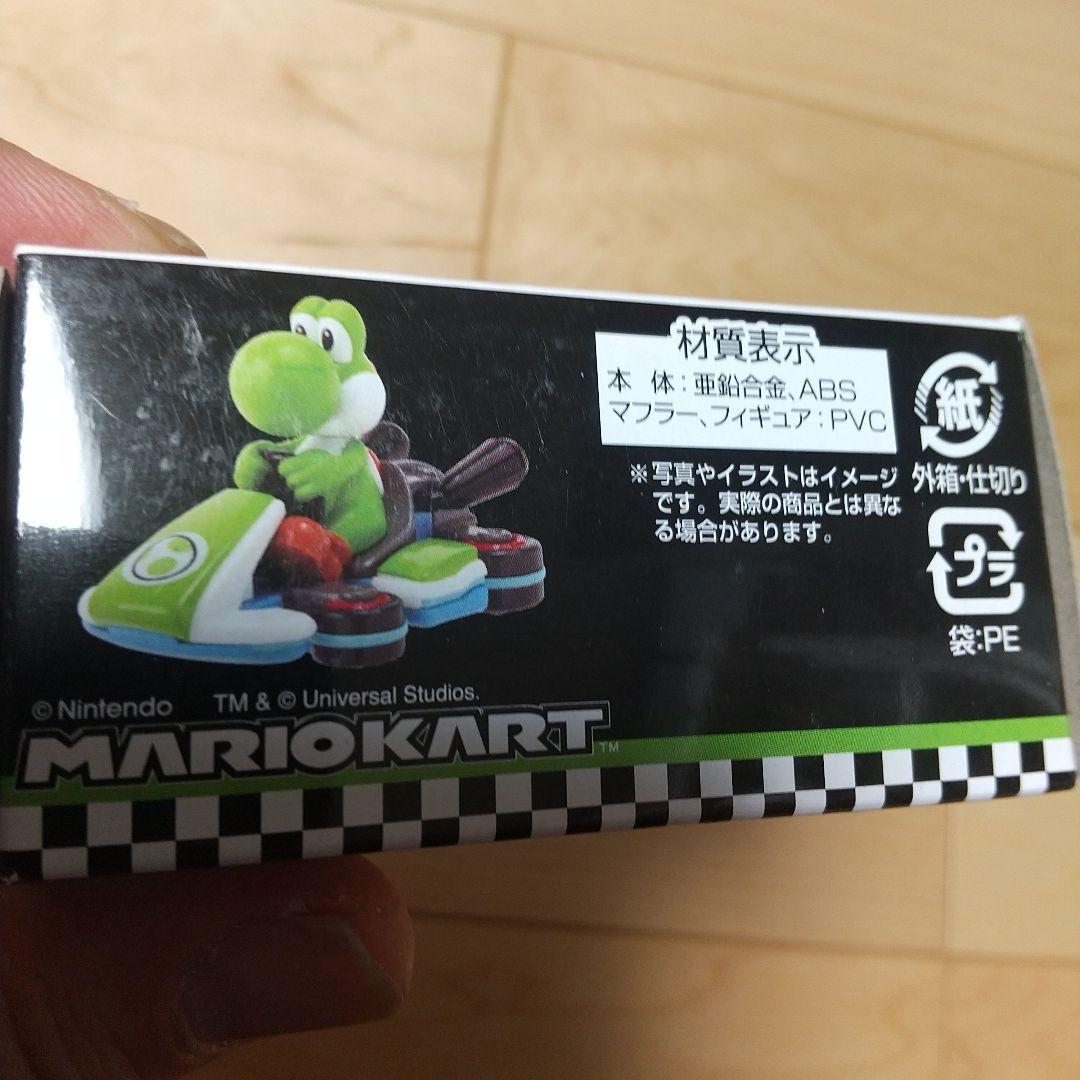 材質表示
本 体:亜鉛合金、ABS
マフラー、フィギュア:PVC
※写真やイラストはイメージ
です。実際の商品とは異な
る場合があります。
紙
外箱・仕切り
プラ
袋:PE
© Nintendo TM & © Universal Studios.
MARIOKART™